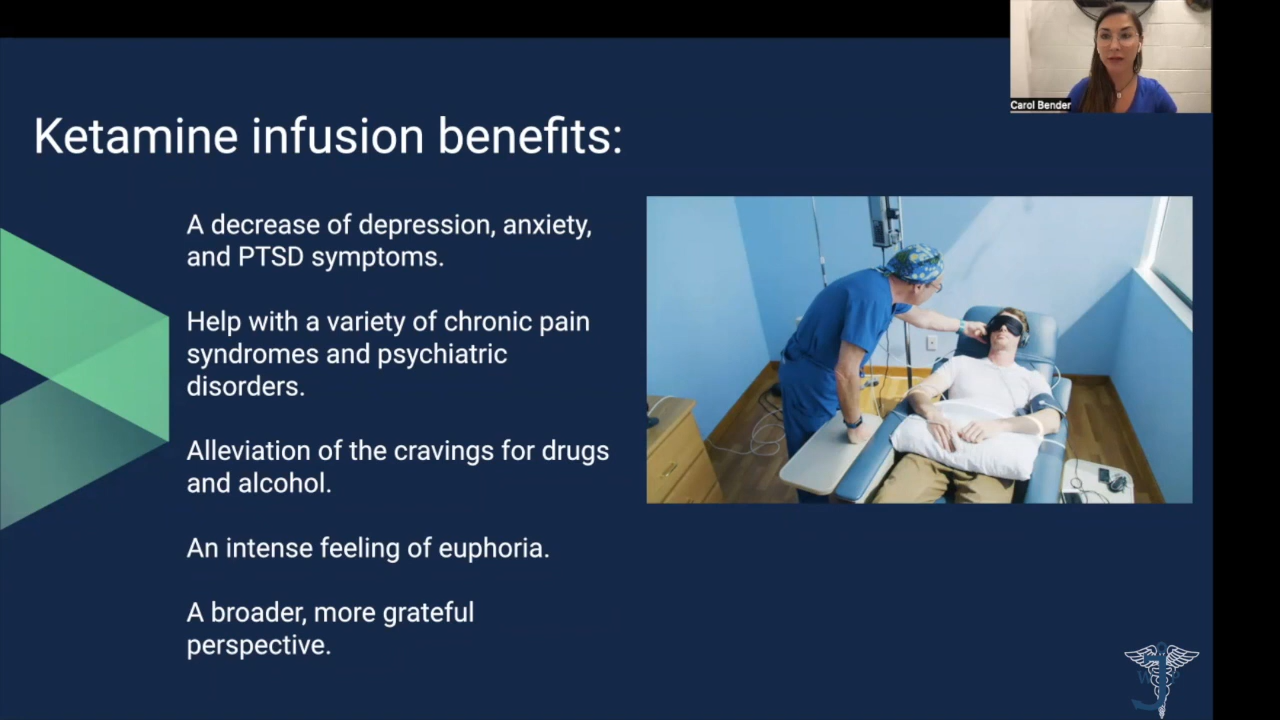 Carol Bender
Ketamine infusion benefits:
A decrease of depression, anxiety,
and PTSD symptoms.
Help with a variety of chronic pain
syndromes and psychiatric
disorders.
Alleviation of the cravings for drugs
and alcohol.
An intense feeling of euphoria.
A broader, more grateful
perspective.